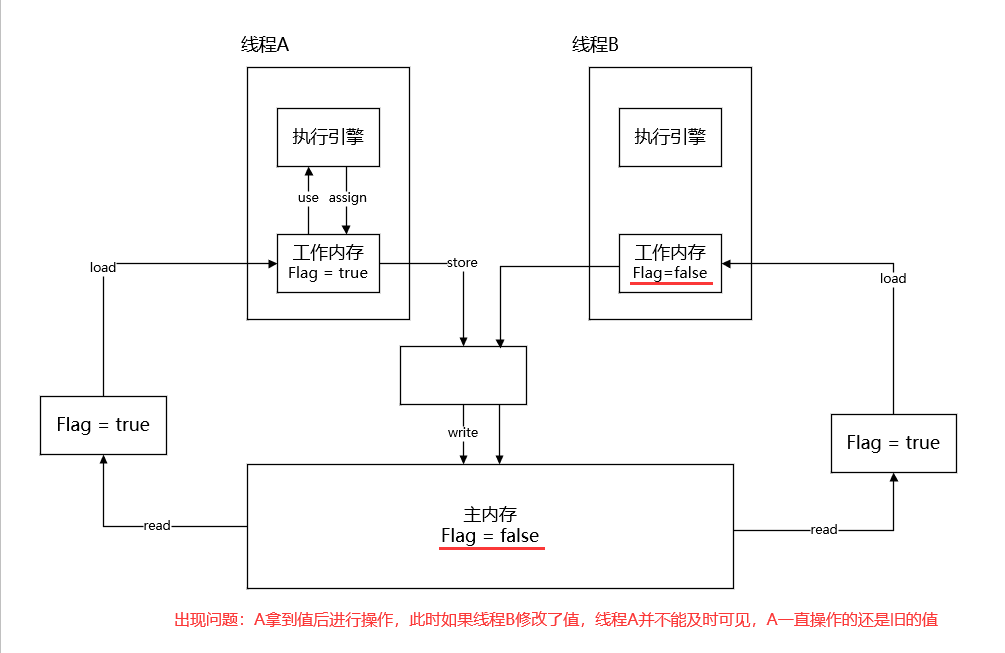 线程A
线程B
执行引擎
执行引擎
use
assign
工作内存
Flag = true
工作内存
Flag=false
load
store
load
Flag = true
write
Flag = true
主内存
Flag = false
read
read
出现问题：A拿到值后进行操作，此时如果线程B修改了值，线程A并不能及时可见，A一直操作的还是旧的值